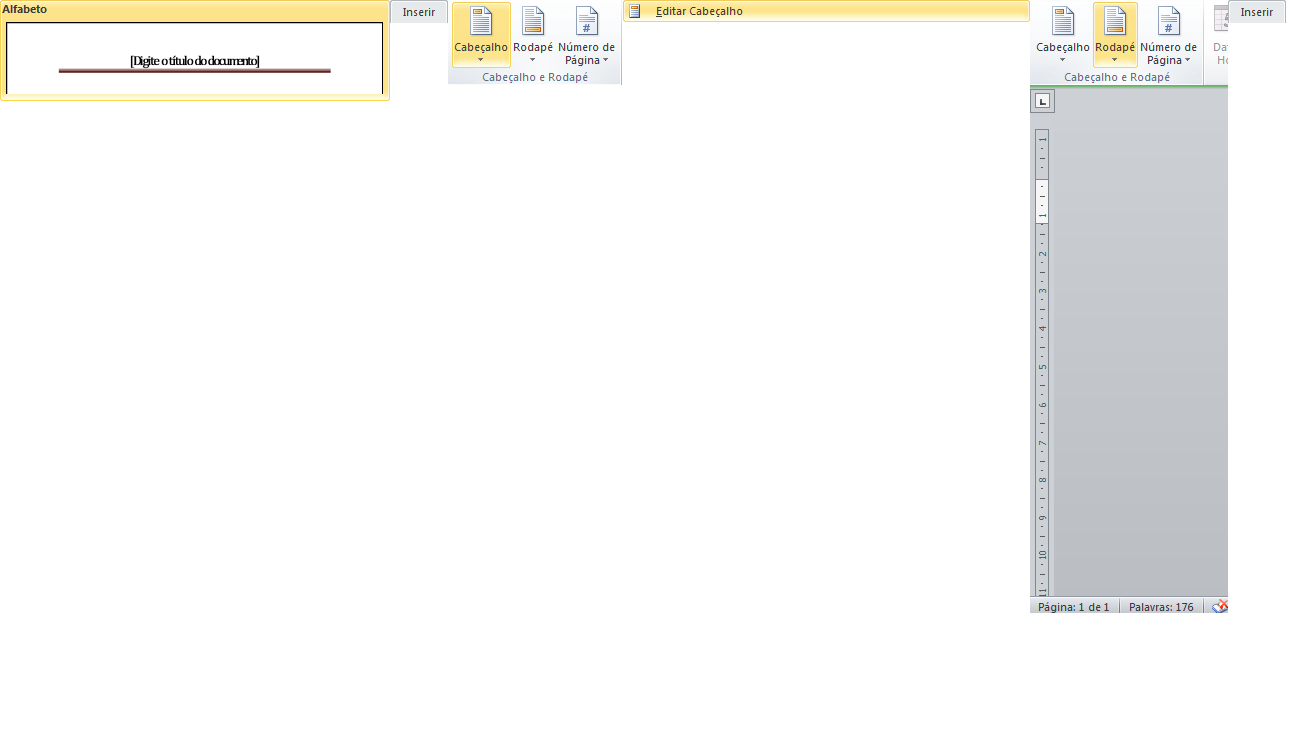 Alfabeto
[Digite o título do documento]
Inserir
Cabeçalho
Rodapé
Número de
Página
Cabeçalho e Rodapé
Editar Cabeçalho
Cabeçalho
Rodapé
Número de
Página
Cabeçalho e Rodapé
L
1
1
2
3
4
5
6
7
8
9
10
11
Página: 1 de 1
Palavras: 176
Inserir